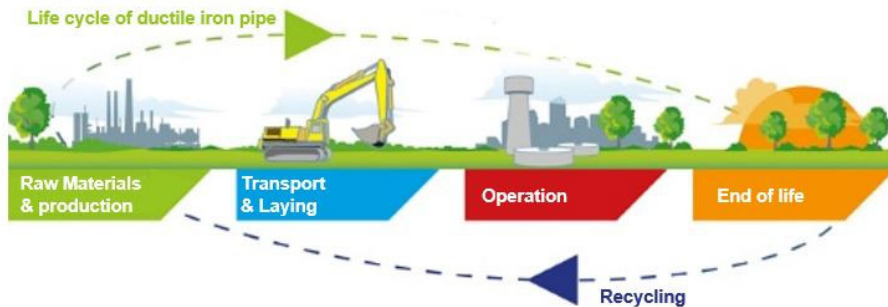 Life cycle of ductile iron pipe
Raw Materials
& production
Transport
& Laying
Operation
End of life
Recycling